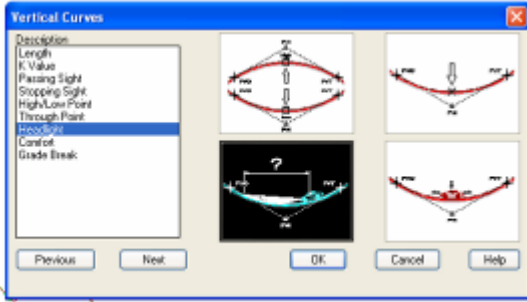 Vertical Curves
Description
Length
K Value
Passing Sight
Stopping Sight
High/Low Point
Through Point
Headlight
Comfort
Grade Break
?
Previous
Next
OK
Cancel
Help